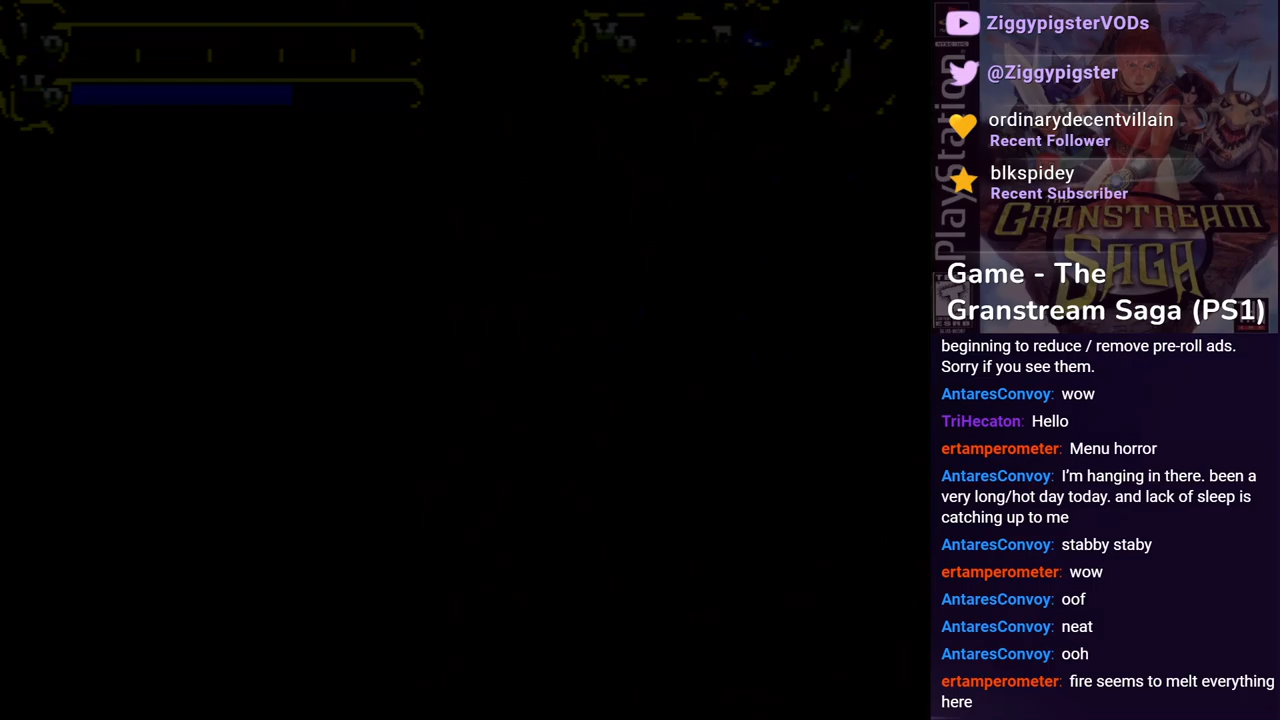 ZiggypigsterVODs
@Ziggypigster
ordinarydecentvillain
Recent Follower
blkspidey
Recent Subscriber
PlayStation
GRANSTREAM
SAGA
Game - The
Granstream Saga (PS1)
beginning to reduce / remove pre-roll ads.
Sorry if you see them.
AntaresConvoy: wow
TriHecaton: Hello
ertamperometer: Menu horror
AntaresConvoy: I'm hanging in there. been a
very long/hot day today. and lack of sleep is
catching up to me
AntaresConvoy: stabby staby
ertamperometer: wow
AntaresConvoy: oof
AntaresConvoy: neat
AntaresConvoy: ooh
ertamperometer: fire seems to melt everything
here